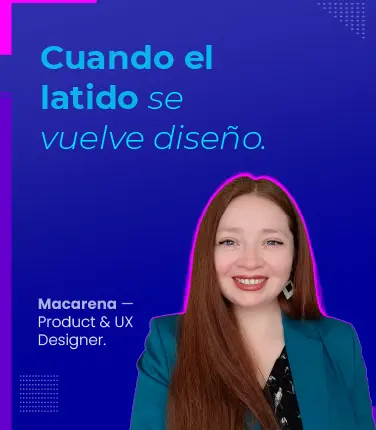 Cuando el
latido se
vuelve diseño.
Macarena —
Product & UX
Designer.